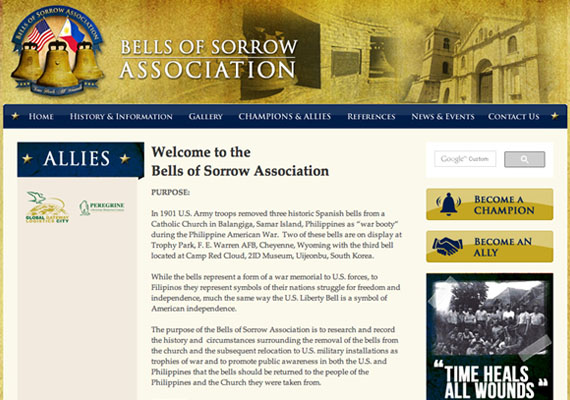 BELLS OF SORROW
BELLS OF SORROW
ASSOCIATION
HOME HISTORY & INFORMATION GALLERY CHAMPIONS & ALLIES REFERENCES NEWS & EVENTS CONTACT US
ALLIES
GLOBAL GATEWAY
LOGISTICS CITY
PEREGRINE
Welcome to the
Bells of Sorrow Association
PURPOSE:
In 1901 U.S. Army troops removed three historic Spanish bells from a
Catholic Church in Balangiga, Samar Island, Philippines as “war booty”
during the Philippine American War.  Two of these bells are on display at
Trophy Park, F. E. Warren AFB, Cheyenne, Wyoming with the third bell
located at Camp Red Cloud, 2ID Museum, Uijeonbu, South Korea.
While the bells represent a form of a war memorial to U.S. forces, to
Filipinos they represent symbols of their nations struggle for freedom and
independence, much the same way the U.S. Liberty Bell is a symbol of
American independence.
The purpose of the Bells of Sorrow Association is to research and record
the history and  circumstances surrounding the removal of the bells from
the church and the subsequent relocation to U.S. military installations as
trophies of war and to promote public awareness in both the U.S. and
Philippines that the bells should be returned to the people of the
Philippines and the Church they were taken from.
Google™ Custom
BECOME A
CHAMPION
BECOME AN
ALLY
“TIME HEALS
ALL WOUNDS”